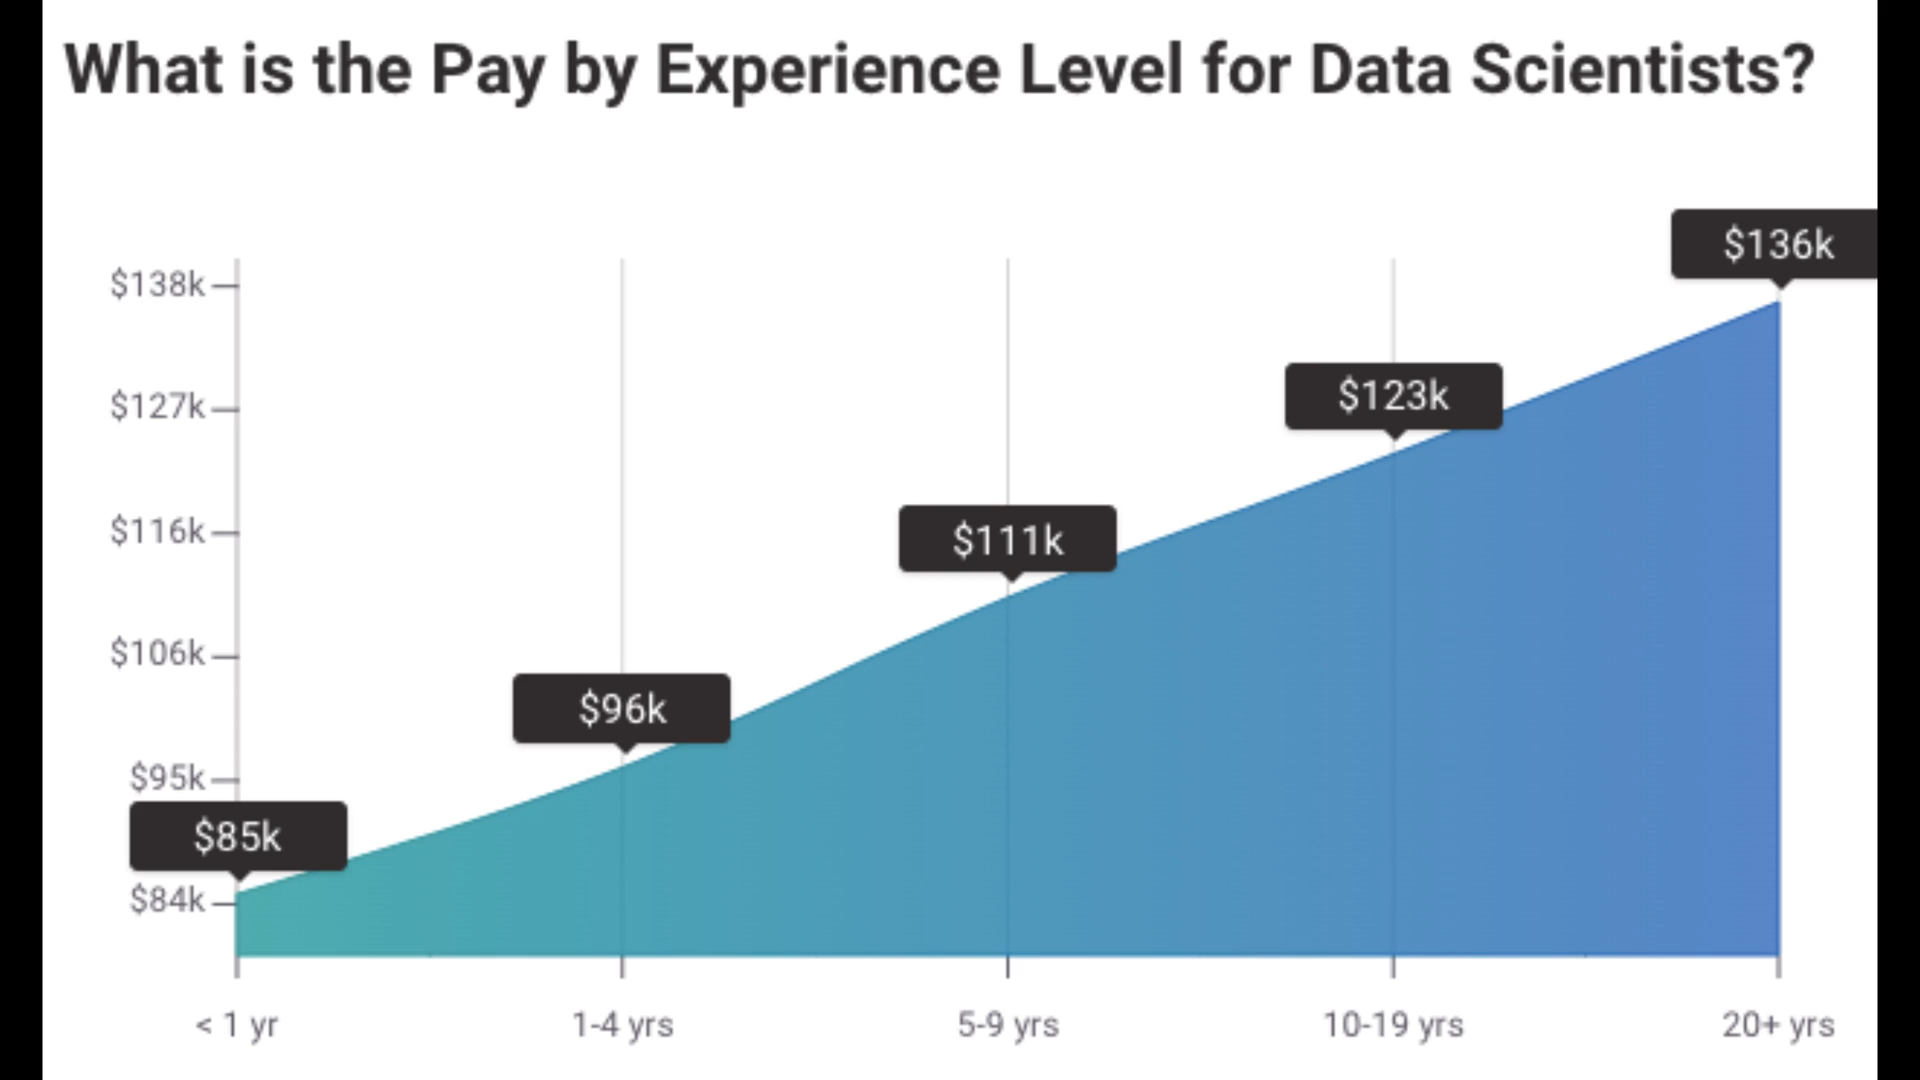 What is the Pay by Experience Level for Data Scientists?
$136k
$138k
$127k
$123k
$116k
$111k
$106k
$96k
$95k
$85k
$84k
< 1 yr
1-4 yrs
5-9 yrs
10-19 yrs
20+ yrs